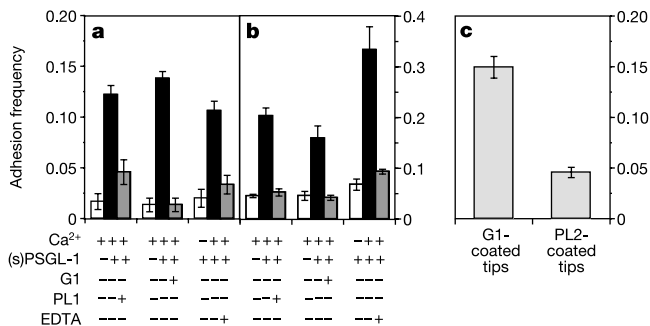 a b c
0.20 0.4 0.20
0.15 0.3 0.15
0.10 0.2 0.10
0.05 0.1 0.05
0 0 0
Adhesion frequency
Ca²⁺ +++ +++ −++ +++ +++ −++
(s)PSGL-1 −++ −++ +++ −++ −++ +++
G1 −−− −−+ −−− −−− −−+ −−−
PL1 −−+ −−− −−− −−+ −−− −−−
EDTA −−− −−− −−+ −−− −−− −−+
G1-
coated
tips
PL2-
coated
tips